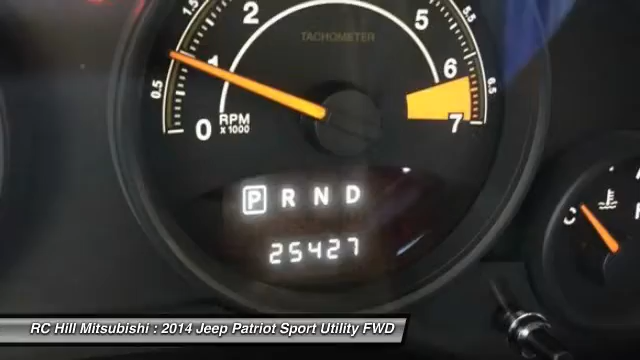 1.5 2 5 5.5
TACHOMETER
1 6
0.5 6.5
0 RPM 7
x 1000
P R N D
25427
C
RC Hill Mitsubishi : 2014 Jeep Patriot Sport Utility FWD